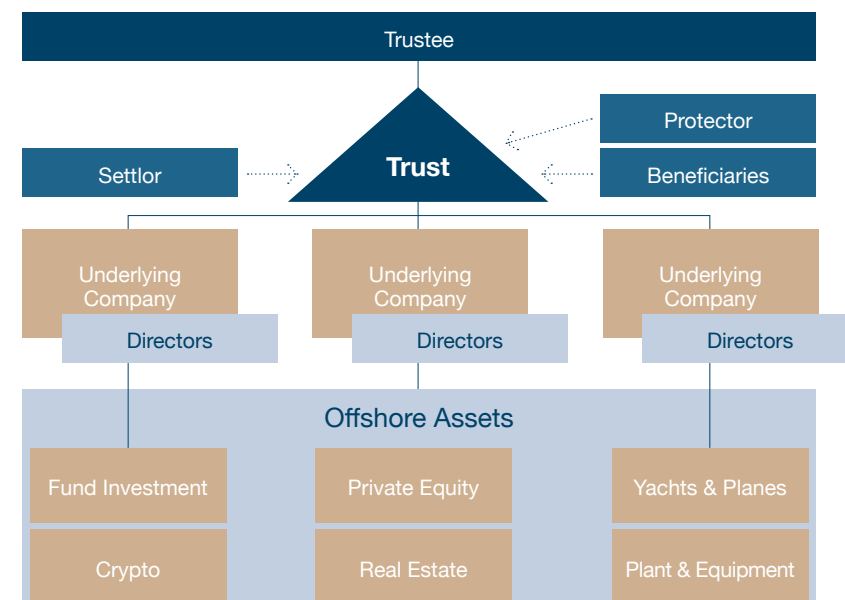 Trustee
Protector
Trust
Settlor
Beneficiaries
Underlying
Company
Underlying
Company
Underlying
Company
Directors
Directors
Directors
Offshore Assets
Fund Investment
Private Equity
Yachts & Planes
Crypto
Real Estate
Plant & Equipment